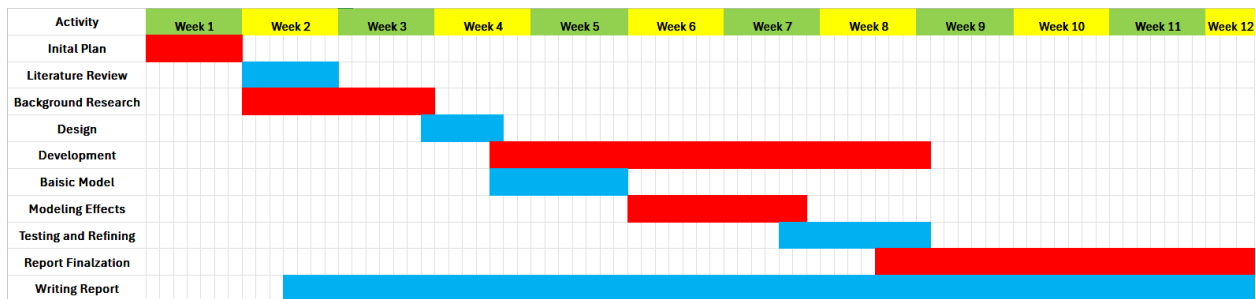 Activity Week 1 Week 2 Week 3 Week 4 Week 5 Week 6 Week 7 Week 8 Week 9 Week 10 Week 11 Week 12
Inital Plan
Literature Review
Background Research
Design
Development
Baisic Model
Modeling Effects
Testing and Refining
Report Finalzation
Writing Report